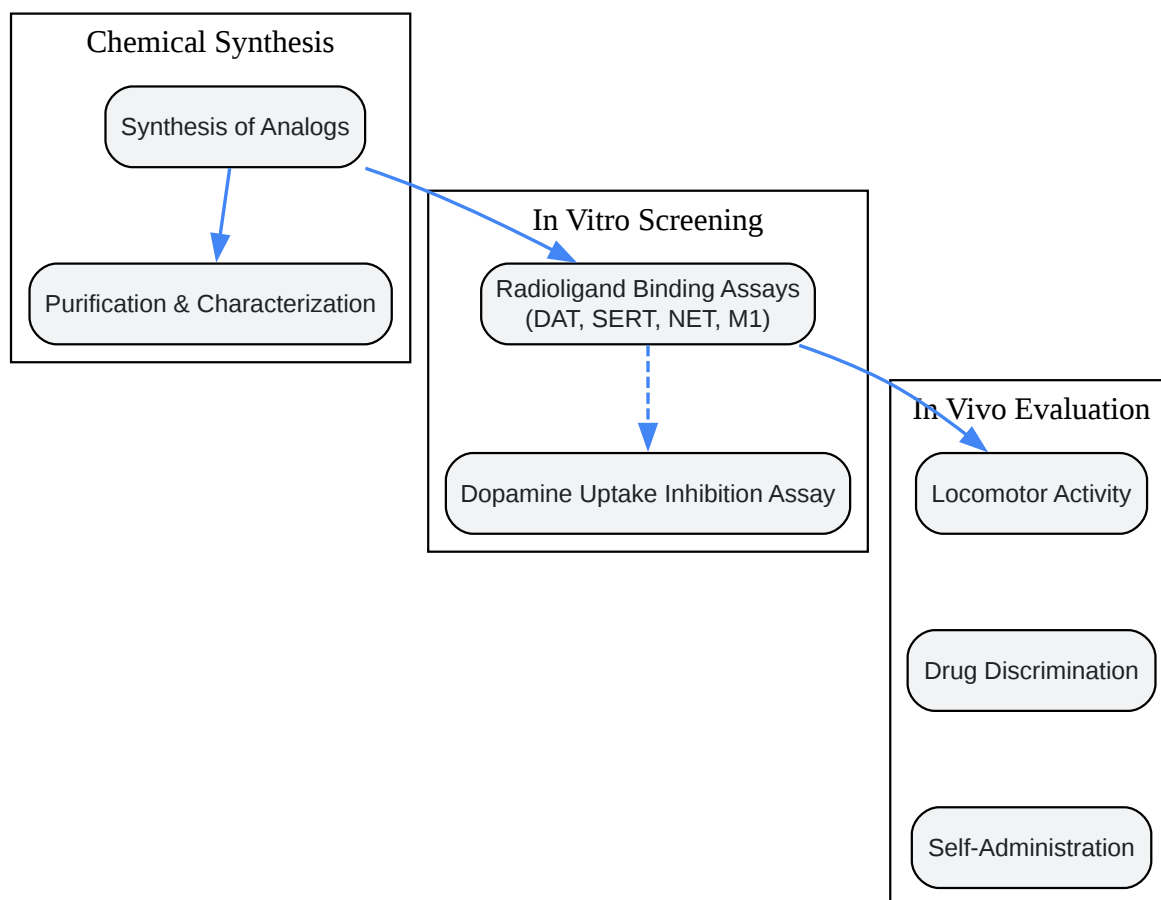 Chemical Synthesis
Synthesis of Analogs
Purification & Characterization
In Vitro Screening
Radioligand Binding Assays
(DAT, SERT, NET, M1)
Dopamine Uptake Inhibition Assay
In Vivo Evaluation
Locomotor Activity
Drug Discrimination
Self-Administration